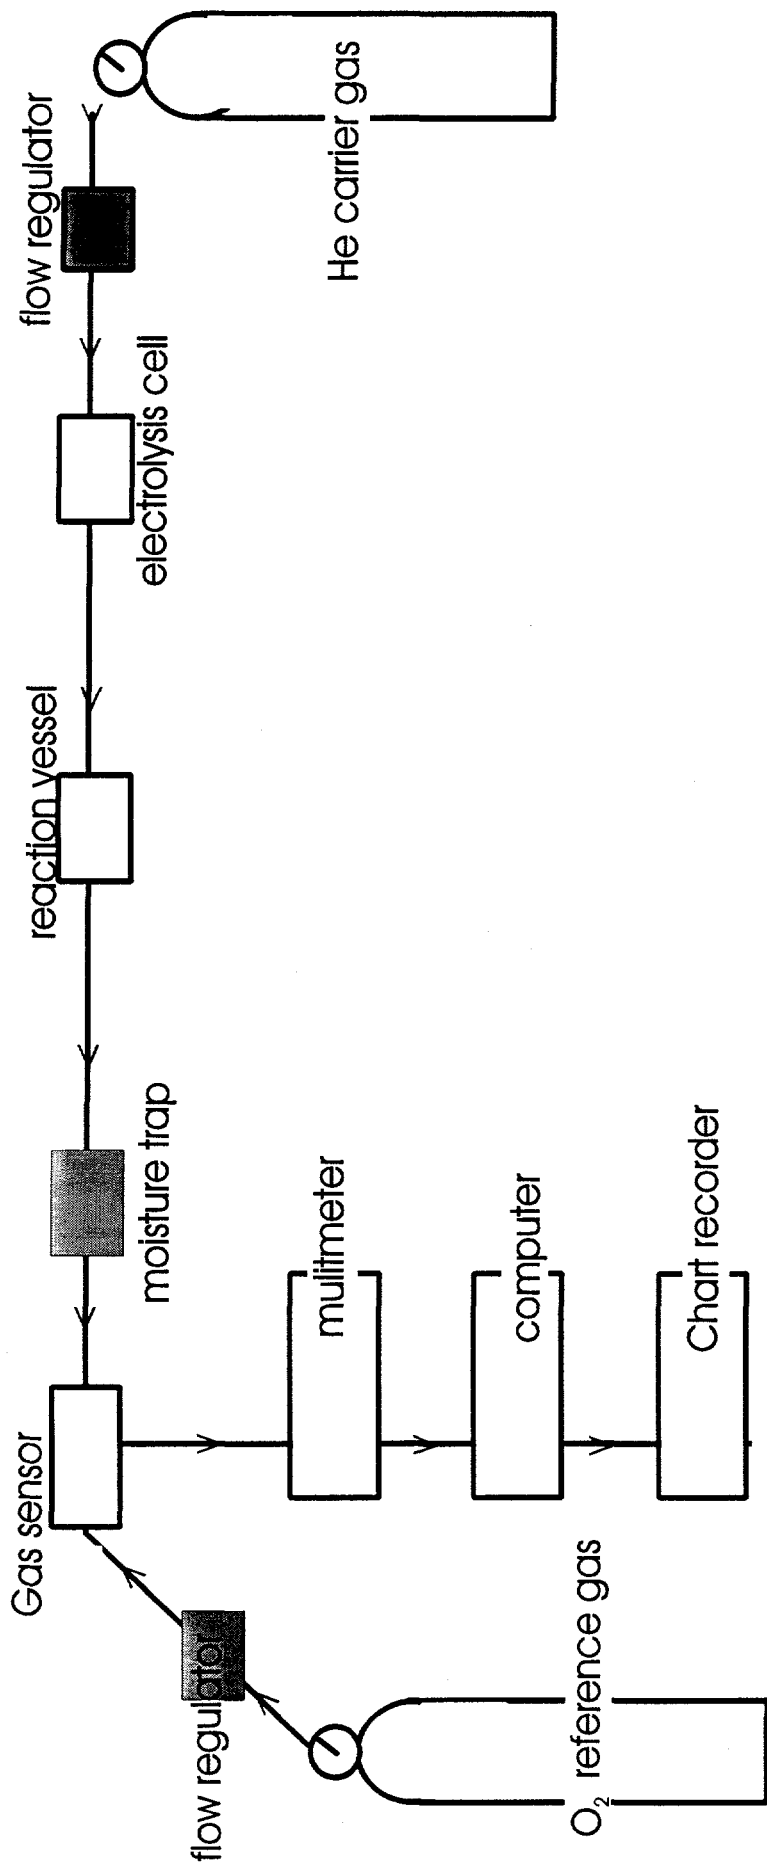 Gas sensor
flow regulator
O₂ reference gas
moisture trap
mulitmeter
computer
Chart recorder
reaction vessel
electrolysis cell
flow regulator
He carrier gas